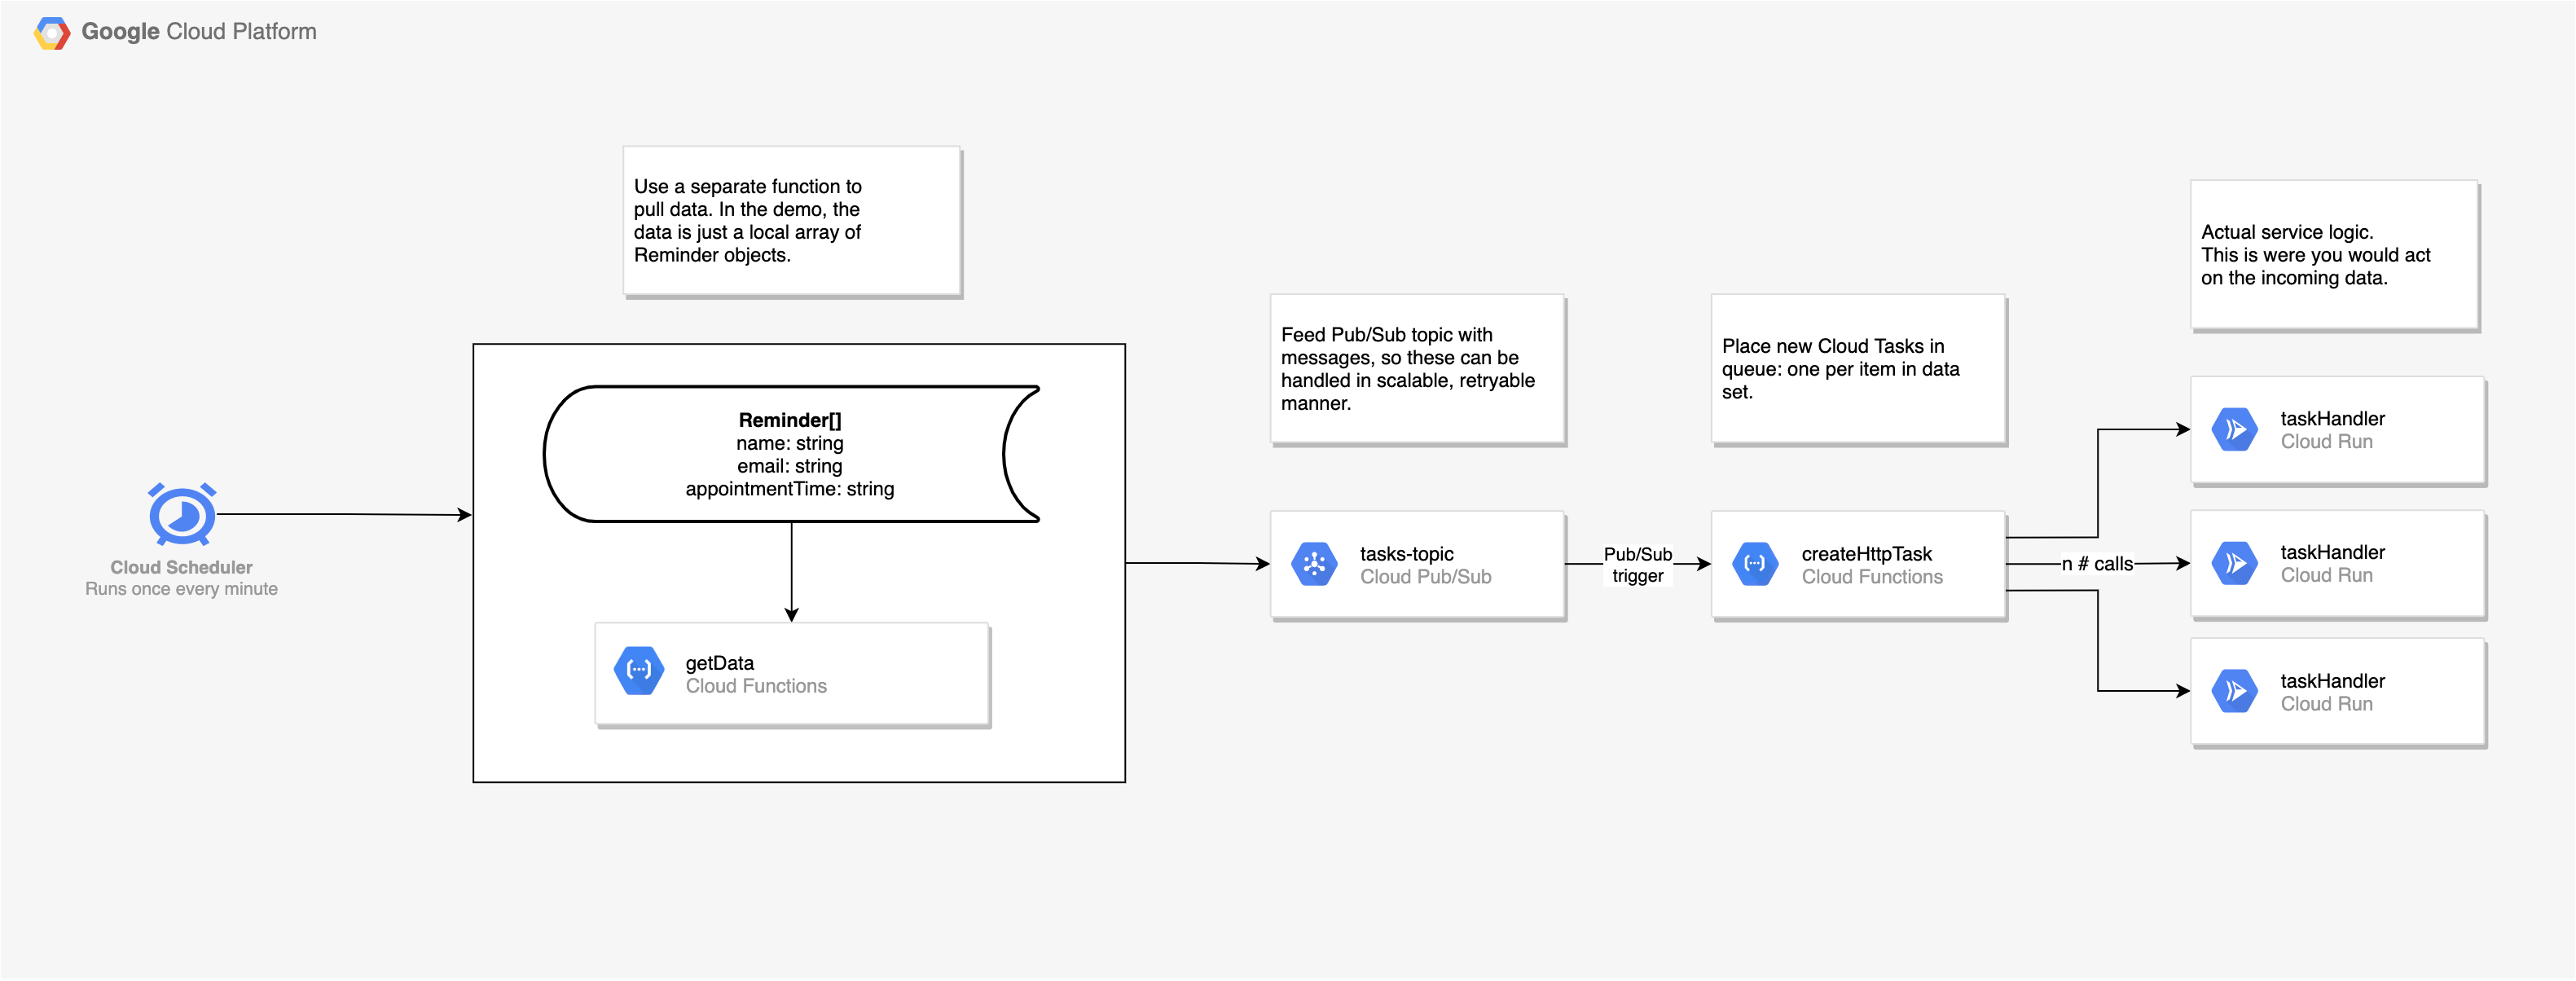 Google Cloud Platform
Use a separate function to
pull data. In the demo, the
data is just a local array of
Reminder objects.
Actual service logic.
This is were you would act
on the incoming data.
Feed Pub/Sub topic with
messages, so these can be
handled in scalable, retryable
manner.
Place new Cloud Tasks in
queue: one per item in data
set.
Reminder[]
name: string
email: string
appointmentTime: string
Cloud Scheduler
Runs once every minute
getData
Cloud Functions
tasks-topic
Cloud Pub/Sub
Pub/Sub
trigger
createHttpTask
Cloud Functions
n # calls
taskHandler
Cloud Run
taskHandler
Cloud Run
taskHandler
Cloud Run